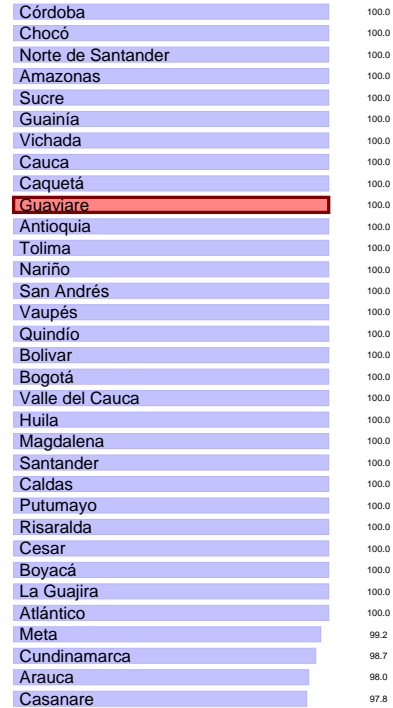 Córdoba 100.0
Chocó 100.0
Norte de Santander 100.0
Amazonas 100.0
Sucre 100.0
Guainía 100.0
Vichada 100.0
Cauca 100.0
Caquetá 100.0
Guaviare 100.0
Antioquia 100.0
Tolima 100.0
Nariño 100.0
San Andrés 100.0
Vaupés 100.0
Quindío 100.0
Bolivar 100.0
Bogotá 100.0
Valle del Cauca 100.0
Huila 100.0
Magdalena 100.0
Santander 100.0
Caldas 100.0
Putumayo 100.0
Risaralda 100.0
Cesar 100.0
Boyacá 100.0
La Guajira 100.0
Atlántico 100.0
Meta 99.2
Cundinamarca 98.7
Arauca 98.0
Casanare 97.8